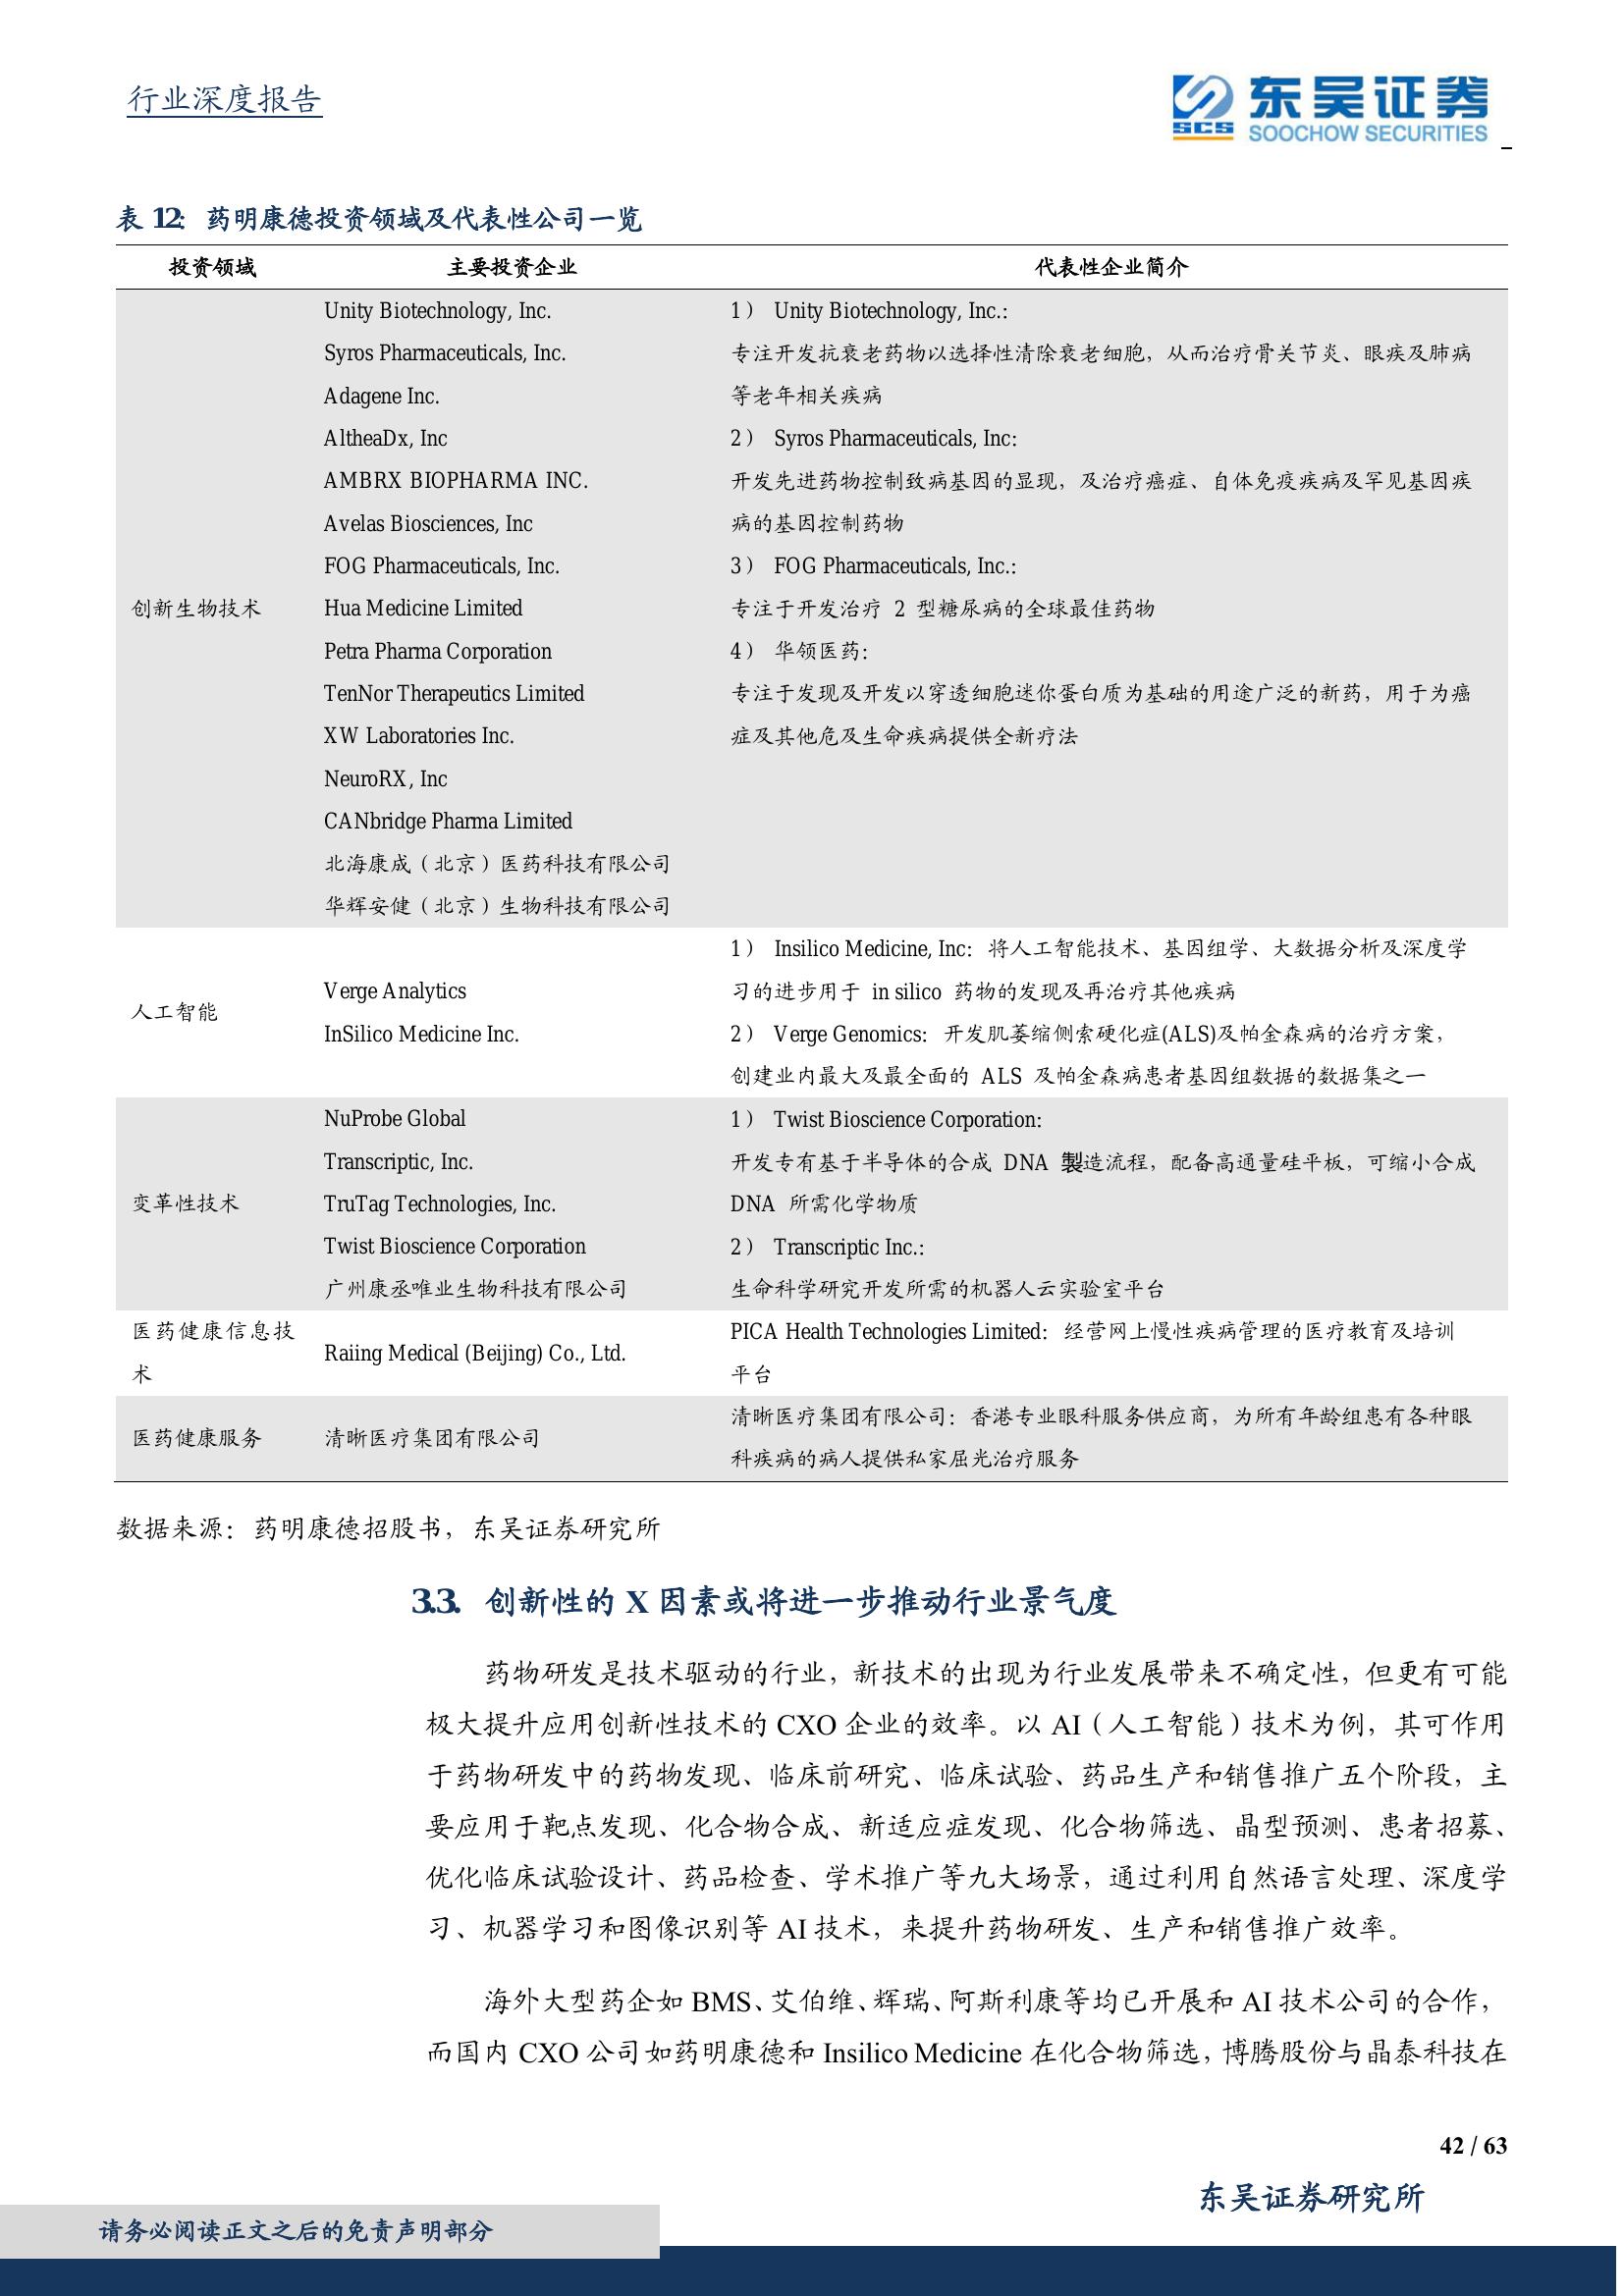 行业深度报告
SCS
东吴证券
SOOCHOW SECURITIES
表 12: 药明康德投资领域及代表性公司一览
投资领域 主要投资企业 代表性企业简介
创新生物技术
Unity Biotechnology, Inc.
Syros Pharmaceuticals, Inc.
Adagene Inc.
AltheaDx, Inc
AMBRX BIOPHARMA INC.
Avelas Biosciences, Inc
FOG Pharmaceuticals, Inc.
Hua Medicine Limited
Petra Pharma Corporation
TenNor Therapeutics Limited
XW Laboratories Inc.
NeuroRX, Inc
CANbridge Pharma Limited
北海康成（北京）医药科技有限公司
华辉安健（北京）生物科技有限公司
1） Unity Biotechnology, Inc.:
专注开发抗衰老药物以选择性清除衰老细胞，从而治疗骨关节炎、眼疾及肺病
等老年相关疾病
2） Syros Pharmaceuticals, Inc:
开发先进药物控制致病基因的显现，及治疗癌症、自体免疫疾病及罕见基因疾
病的基因控制药物
3） FOG Pharmaceuticals, Inc.:
专注于开发治疗 2 型糖尿病的全球最佳药物
4） 华领医药:
专注于发现及开发以穿透细胞迷你蛋白质为基础的用途广泛的新药，用于为癌
症及其他危及生命疾病提供全新疗法
人工智能
Verge Analytics
InSilico Medicine Inc.
1） Insilico Medicine, Inc: 将人工智能技术、基因组学、大数据分析及深度学
习的进步用于 in silico 药物的发现及再治疗其他疾病
2） Verge Genomics: 开发肌萎缩侧索硬化症(ALS)及帕金森病的治疗方案，
创建业内最大及最全面的 ALS 及帕金森病患者基因组数据的数据集之一
变革性技术
NuProbe Global
Transcriptic, Inc.
TruTag Technologies, Inc.
Twist Bioscience Corporation
广州康丞唯业生物科技有限公司
1） Twist Bioscience Corporation:
开发专有基于半导体的合成 DNA 製造流程，配备高通量硅平板，可缩小合成
DNA 所需化学物质
2） Transcriptic Inc.:
生命科学研究开发所需的机器人云实验室平台
医药健康信息技
术
Raiing Medical (Beijing) Co., Ltd.
PICA Health Technologies Limited: 经营网上慢性疾病管理的医疗教育及培训
平台
医药健康服务
清晰医疗集团有限公司
清晰医疗集团有限公司: 香港专业眼科服务供应商，为所有年龄组患有各种眼
科疾病的病人提供私家屈光治疗服务
数据来源: 药明康德招股书，东吴证券研究所
3.3. 创新性的 X 因素或将进一步推动行业景气度
药物研发是技术驱动的行业，新技术的出现为行业发展带来不确定性，但更有可能
极大提升应用创新性技术的 CXO 企业的效率。以 AI（人工智能）技术为例，其可作用
于药物研发中的药物发现、临床前研究、临床试验、药品生产和销售推广五个阶段，主
要应用于靶点发现、化合物合成、新适应症发现、化合物筛选、晶型预测、患者招募、
优化临床试验设计、药品检查、学术推广等九大场景，通过利用自然语言处理、深度学
习、机器学习和图像识别等 AI 技术，来提升药物研发、生产和销售推广效率。
海外大型药企如 BMS、艾伯维、辉瑞、阿斯利康等均已开展和 AI 技术公司的合作，
而国内 CXO 公司如药明康德和 Insilico Medicine 在化合物筛选，博腾股份与晶泰科技在
42 / 63
东吴证券研究所
请务必阅读正文之后的免责声明部分